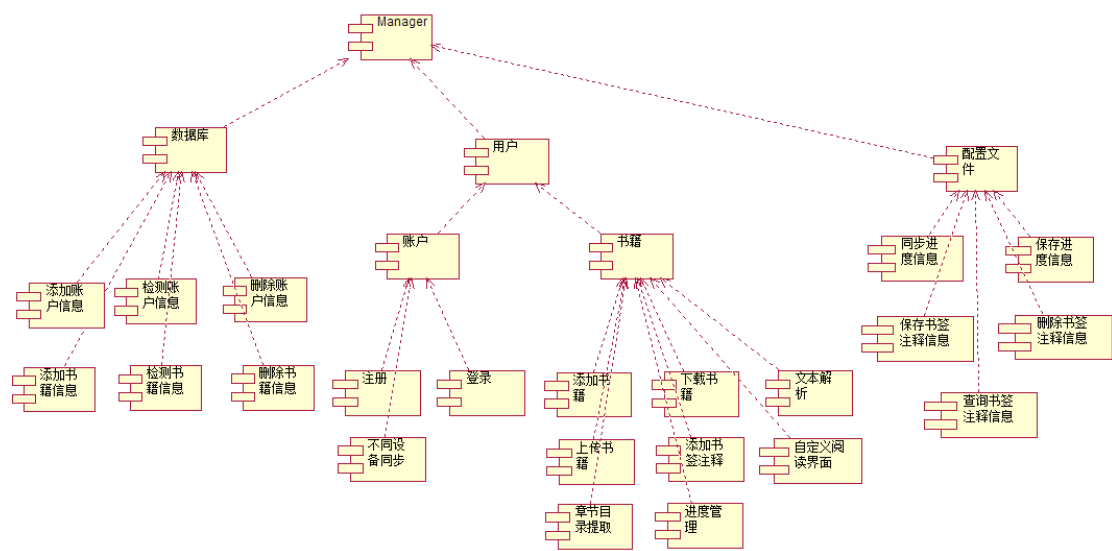 Manager
数据库
用户
配置文
件
账户
书籍
同步进
度信息
保存进
度信息
添加账
户信息
检测账
户信息
删除账
户信息
保存书签
注释信息
删除书签
注释信息
添加书
籍信息
检测书
籍信息
删除书
籍信息
注册
登录
添加书
籍
下载书
籍
文本解
析
查询书签
注释信息
不同设
备同步
上传书
籍
添加书
签注释
自定义阅
读界面
章节目
录提取
进度管
理